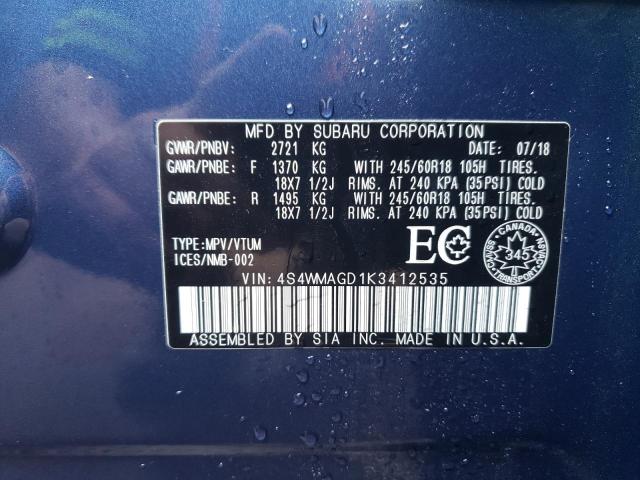 MFD BY SUBARU CORPORATION
GVWR/PNBV: 2721 KG DATE: 07/18
GAWR/PNBE: F 1370 KG WITH 245/60R18 105H TIRES.
18X7 1/2J RIMS. AT 240 KPA (35PSI) COLD
GAWR/PNBE: R 1495 KG WITH 245/60R18 105H TIRES.
18X7 1/2J RIMS. AT 240 KPA (35PSI) COLD
TYPE:MPV/VTUM
ICES/NMB-002
EC
CANADA
345
CMVSS
NSVAC
VIN: 4S4WMAGD1K3412535
ASSEMBLED BY SIA INC. MADE IN U.S.A.